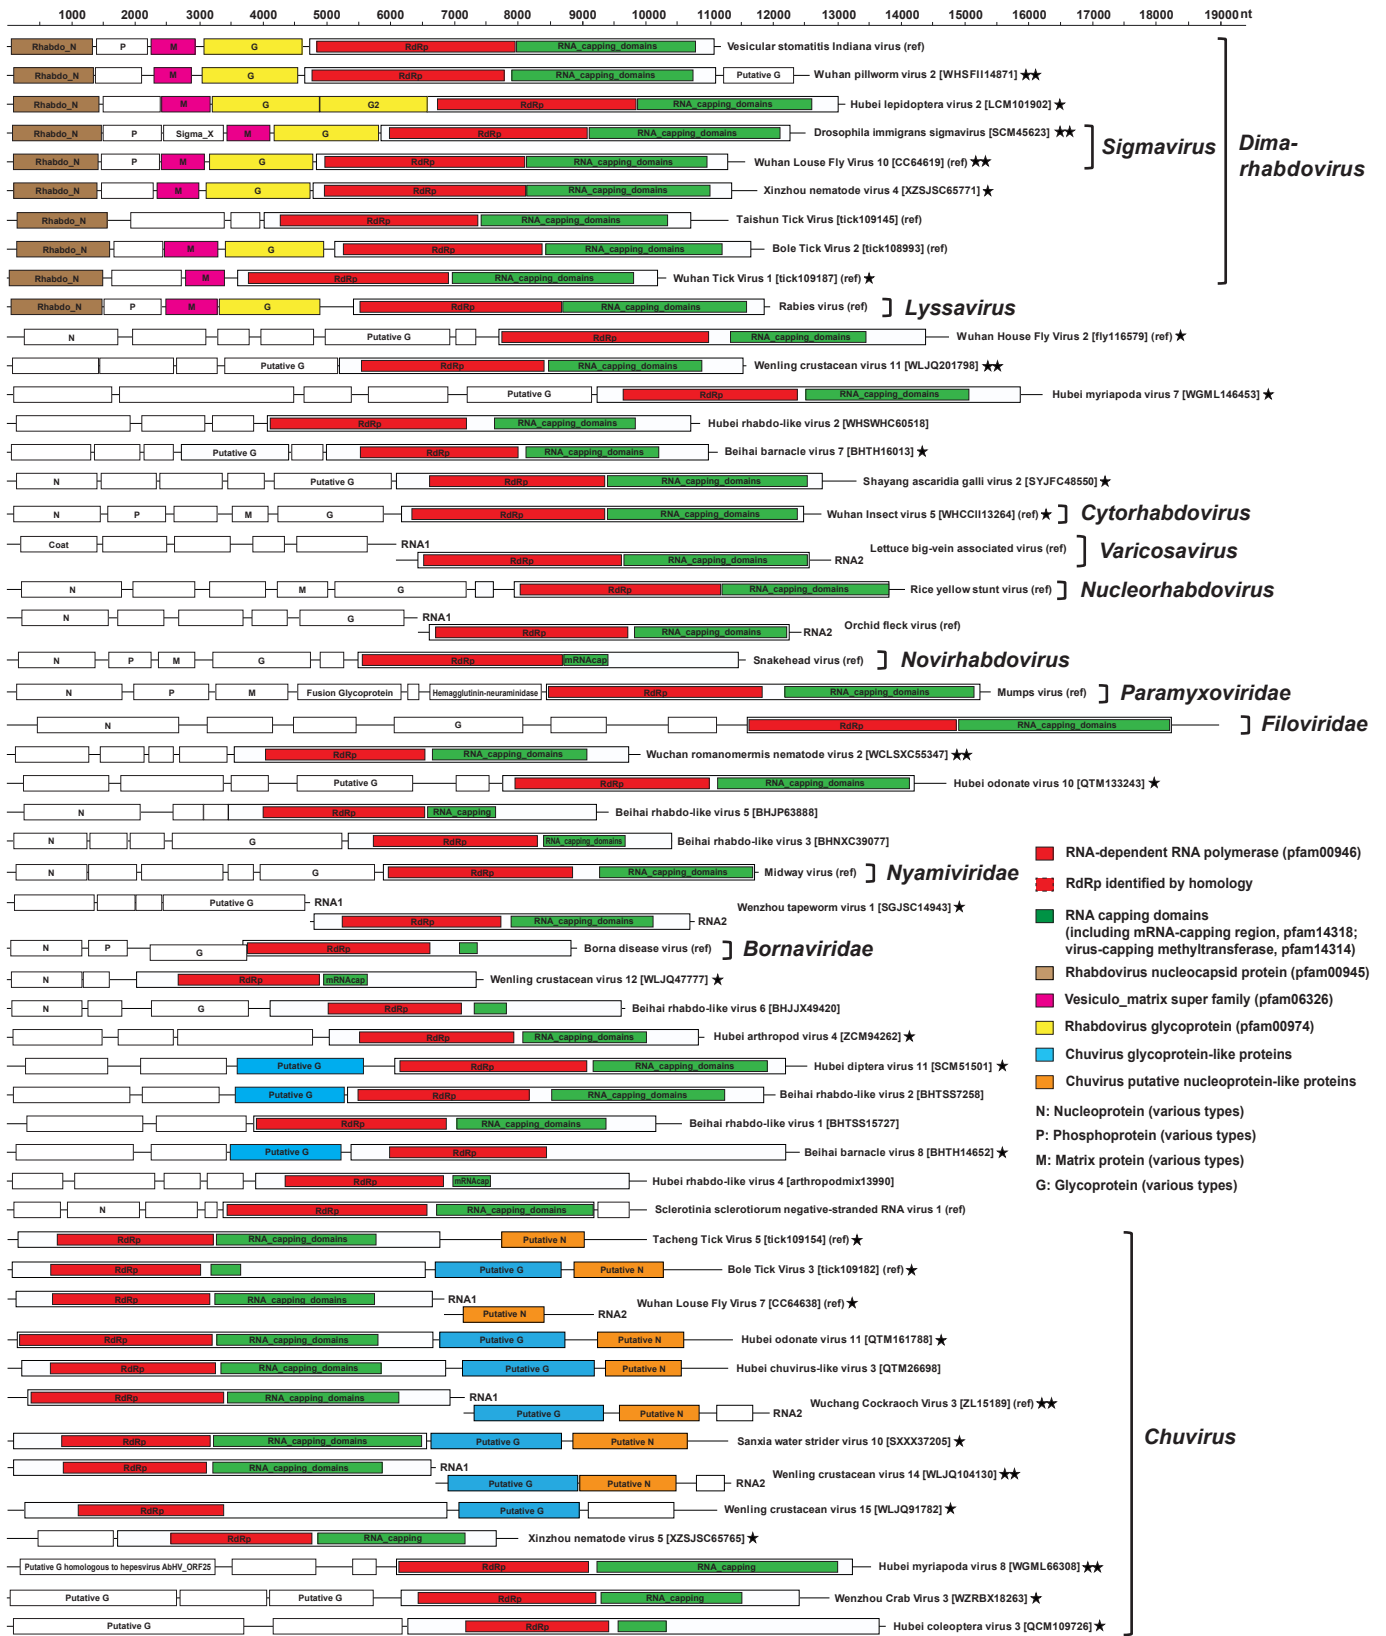 1000 2000 3000 4000 5000 6000 7000 8000 9000 10000 11000 12000 13000 14000 15000 16000 17000 18000 19000 nt
Rhabdo_N P M G RdRp RNA_capping_domains Vesicular stomatitis Indiana virus (ref)
Rhabdo_N M G RdRp RNA_capping_domains Putative G Wuhan pillworm virus 2 [WHSFII14871] ★★
Rhabdo_N M G G2 RdRp RNA_capping_domains Hubei lepidoptera virus 2 [LCM101902] ★
Rhabdo_N P Sigma_X M G RdRp RNA_capping_domains Drosophila immigrans sigmavirus [SCM45623] ★★
Sigmavirus
Dima-
rhabdovirus
Rhabdo_N P M G RdRp RNA_capping_domains Wuhan Louse Fly Virus 10 [CC64619] (ref) ★★
Rhabdo_N M G RdRp RNA_capping_domains Xinzhou nematode virus 4 [XZSJSC65771] ★
Rhabdo_N RdRp RNA_capping_domains Taishun Tick Virus [tick109145] (ref)
Rhabdo_N M G RdRp RNA_capping_domains Bole Tick Virus 2 [tick108993] (ref)
Rhabdo_N M RdRp RNA_capping_domains Wuhan Tick Virus 1 [tick109187] (ref) ★
Rhabdo_N P M G RdRp RNA_capping_domains Rabies virus (ref) Lyssavirus
N Putative G RdRp RNA_capping_domains Wuhan House Fly Virus 2 [fly116579] (ref) ★
Putative G RdRp RNA_capping_domains Wenling crustacean virus 11 [WLJQ201798] ★★
Putative G RdRp RNA_capping_domains Hubei myriapoda virus 7 [WGML146453] ★
RdRp RNA_capping_domains Hubei rhabdo-like virus 2 [WHSWHC60518]
Putative G RdRp RNA_capping_domains Beihai barnacle virus 7 [BHTH16013] ★
N Putative G RdRp RNA_capping_domains Shayang ascaridia galli virus 2 [SYJFC48550] ★
N P M G RdRp RNA_capping_domains Wuhan Insect virus 5 [WHCCII13264] (ref) ★ Cytorhabdovirus
Coat RNA1 Lettuce big-vein associated virus (ref) Varicosavirus
RdRp RNA_capping_domains RNA2
N M G RdRp RNA_capping_domains Rice yellow stunt virus (ref) Nucleorhabdovirus
N G RNA1 Orchid fleck virus (ref)
RdRp RNA_capping_domains RNA2
N P M G RdRp mRNAcap Snakehead virus (ref) Novirhabdovirus
N P M Fusion Glycoprotein Hemagglutinin-neuraminidase RdRp RNA_capping_domains Mumps virus (ref) Paramyxoviridae
N G RdRp RNA_capping_domains Filoviridae
RdRp RNA_capping_domains Wuchan romanomermis nematode virus 2 [WCLSXC55347] ★★
Putative G RdRp RNA_capping_domains Hubei odonate virus 10 [QTM133243] ★
N RdRp RNA_capping Beihai rhabdo-like virus 5 [BHJP63888]
N G RdRp RNA_capping_domains Beihai rhabdo-like virus 3 [BHNXC39077]
N G RdRp RNA_capping_domains Midway virus (ref) Nyamiviridae
Putative G RNA1 Wenzhou tapeworm virus 1 [SGJSC14943] ★
RdRp RNA_capping_domains RNA2
N P G RdRp Borna disease virus (ref) Bornaviridae
N RdRp mRNAcap Wenling crustacean virus 12 [WLJQ47777] ★
N G RdRp Beihai rhabdo-like virus 6 [BHJJX49420]
RdRp RNA_capping_domains Hubei arthropod virus 4 [ZCM94262] ★
Putative G RdRp RNA_capping_domains Hubei diptera virus 11 [SCM51501] ★
Putative G RdRp RNA_capping_domains Beihai rhabdo-like virus 2 [BHTSS7258]
RdRp RNA_capping_domains Beihai rhabdo-like virus 1 [BHTSS15727]
Putative G RdRp Beihai barnacle virus 8 [BHTH14652] ★
RdRp mRNAcap Hubei rhabdo-like virus 4 [arthropodmix13990]
N RdRp RNA_capping_domains Sclerotinia sclerotiorum negative-stranded RNA virus 1 (ref)
RNA-dependent RNA polymerase (pfam00946)
RdRp identified by homology
RNA capping domains
(including mRNA-capping region, pfam14318;
virus-capping methyltransferase, pfam14314)
Rhabdovirus nucleocapsid protein (pfam00945)
Vesiculo_matrix super family (pfam06326)
Rhabdovirus glycoprotein (pfam00974)
Chuvirus glycoprotein-like proteins
Chuvirus putative nucleoprotein-like proteins
N: Nucleoprotein (various types)
P: Phosphoprotein (various types)
M: Matrix protein (various types)
G: Glycoprotein (various types)
RdRp RNA_capping_domains Putative N Tacheng Tick Virus 5 [tick109154] (ref) ★
RdRp Putative G Putative N Bole Tick Virus 3 [tick109182] (ref) ★
RdRp RNA_capping_domains RNA1 Wuhan Louse Fly Virus 7 [CC64638] (ref) ★
Putative N RNA2
RdRp RNA_capping_domains Putative G Putative N Hubei odonate virus 11 [QTM161788] ★
RdRp RNA_capping_domains Putative G Putative N Hubei chuvirus-like virus 3 [QTM26698]
RdRp RNA_capping_domains RNA1 Wuchang Cockraoch Virus 3 [ZL15189] (ref) ★★
Putative G Putative N RNA2
RdRp RNA_capping_domains Putative G Putative N Sanxia water strider virus 10 [SXXX37205] ★
Chuvirus
RdRp RNA_capping_domains RNA1 Wenling crustacean virus 14 [WLJQ104130] ★★
Putative G Putative N RNA2
RdRp Putative G Wenling crustacean virus 15 [WLJQ91782] ★
RdRp RNA_capping Xinzhou nematode virus 5 [XZSJSC65765] ★
Putative G homologous to hepesvirus AbHV_ORF25 RdRp RNA_capping Hubei myriapoda virus 8 [WGML66308] ★★
Putative G Putative G RdRp RNA_capping Wenzhou Crab Virus 3 [WZRBX18263] ★
Putative G RdRp Hubei coleoptera virus 3 [QCM109726] ★